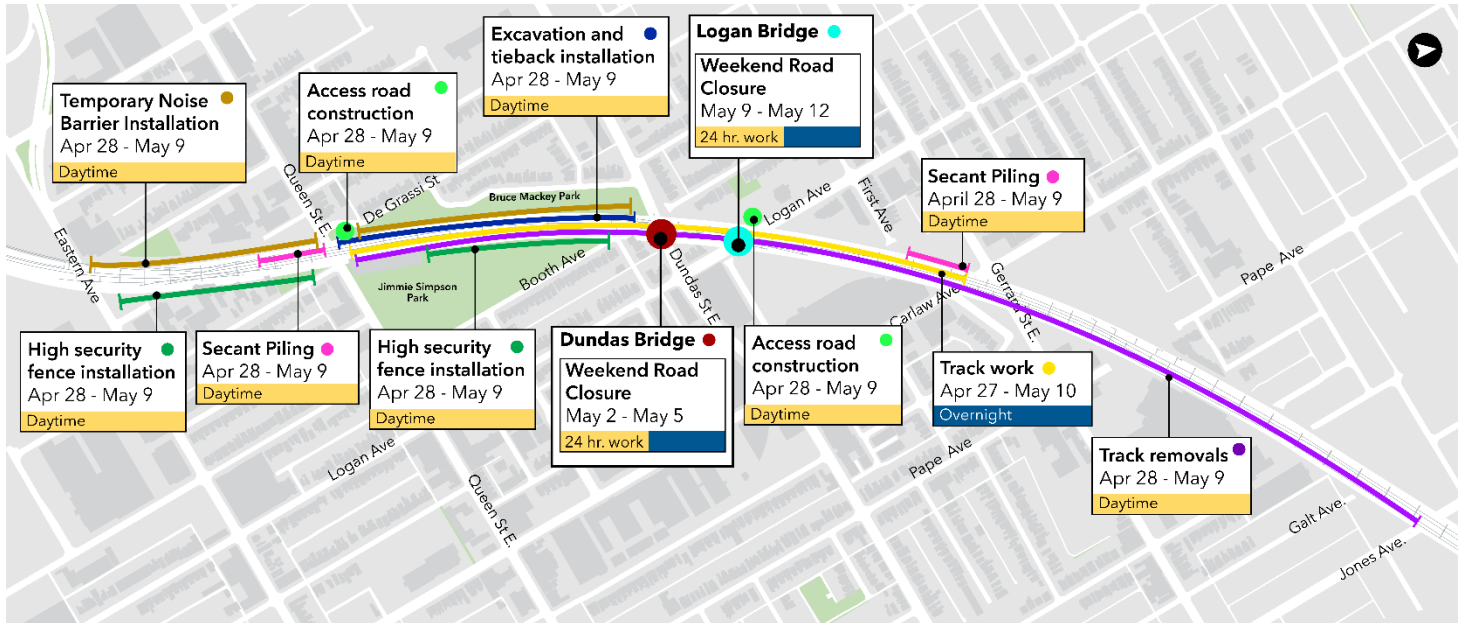 Temporary Noise
Barrier Installation
Apr 28 - May 9
Daytime
Access road
construction
Apr 28 - May 9
Daytime
Excavation and
tieback installation
Apr 28 - May 9
Daytime
Logan Bridge
Weekend Road
Closure
May 9 - May 12
24 hr. work
Secant Piling
April 28 - May 9
Daytime
Eastern Ave
Queen St E.
De Grassi St
Bruce Mackey Park
Jimmie Simpson
Park
Booth Ave
Dundas St E.
Logan Ave
First Ave
Carlaw Ave
Gerrard St E.
Pape Ave
High security
fence installation
Apr 28 - May 9
Daytime
Secant Piling
Apr 28 - May 9
Daytime
High security
fence installation
Apr 28 - May 9
Daytime
Dundas Bridge
Weekend Road
Closure
May 2 - May 5
24 hr. work
Access road
construction
Apr 28 - May 9
Daytime
Track work
Apr 27 - May 10
Overnight
Track removals
Apr 28 - May 9
Daytime
Logan Ave
Queen St E.
Pape Ave
Galt Ave.
Jones Ave.